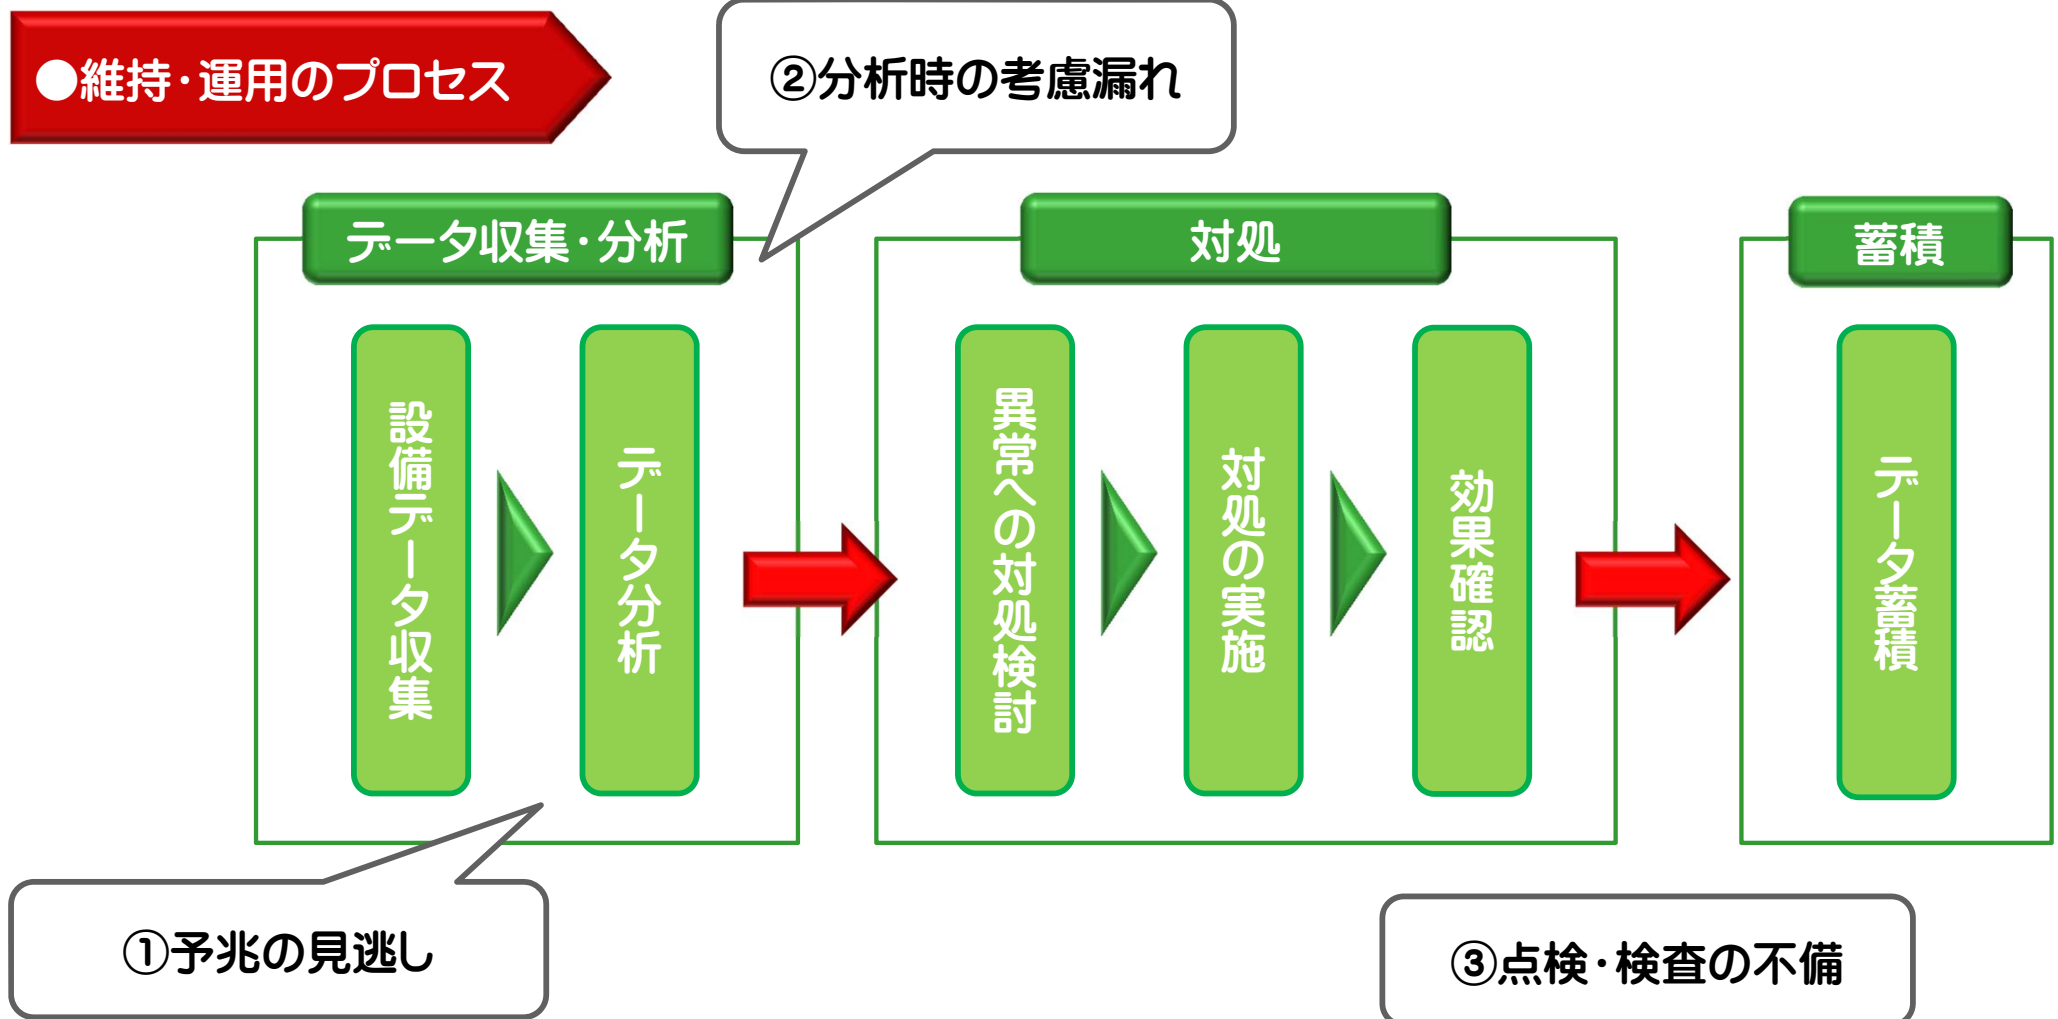 ●維持・運用のプロセス
②分析時の考慮漏れ
データ収集・分析
対処
蓄積
設備データ収集
データ分析
異常への対処検討
対処の実施
効果確認
データ蓄積
①予兆の見逃し
③点検・検査の不備